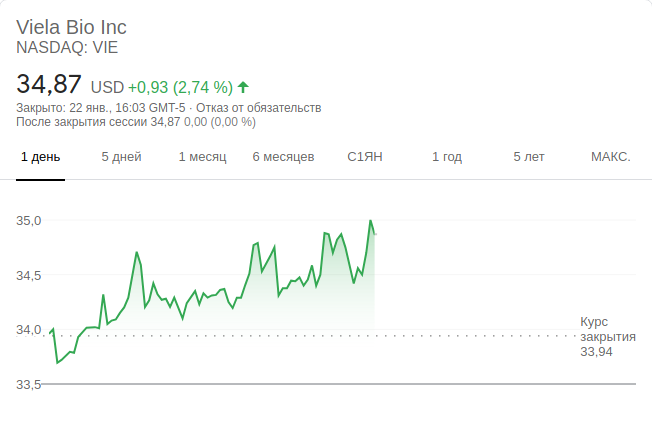 Viela Bio Inc
NASDAQ: VIE
34,87 USD +0,93 (2,74 %)
Закрыто: 22 янв., 16:03 GMT-5 · Отказ от обязательств
После закрытия сессии 34,87 0,00 (0,00 %)
1 день 5 дней 1 месяц 6 месяцев С1ЯН 1 год 5 лет МАКС.
35,0
34,5
34,0
Курс
закрытия
33,94
33,5